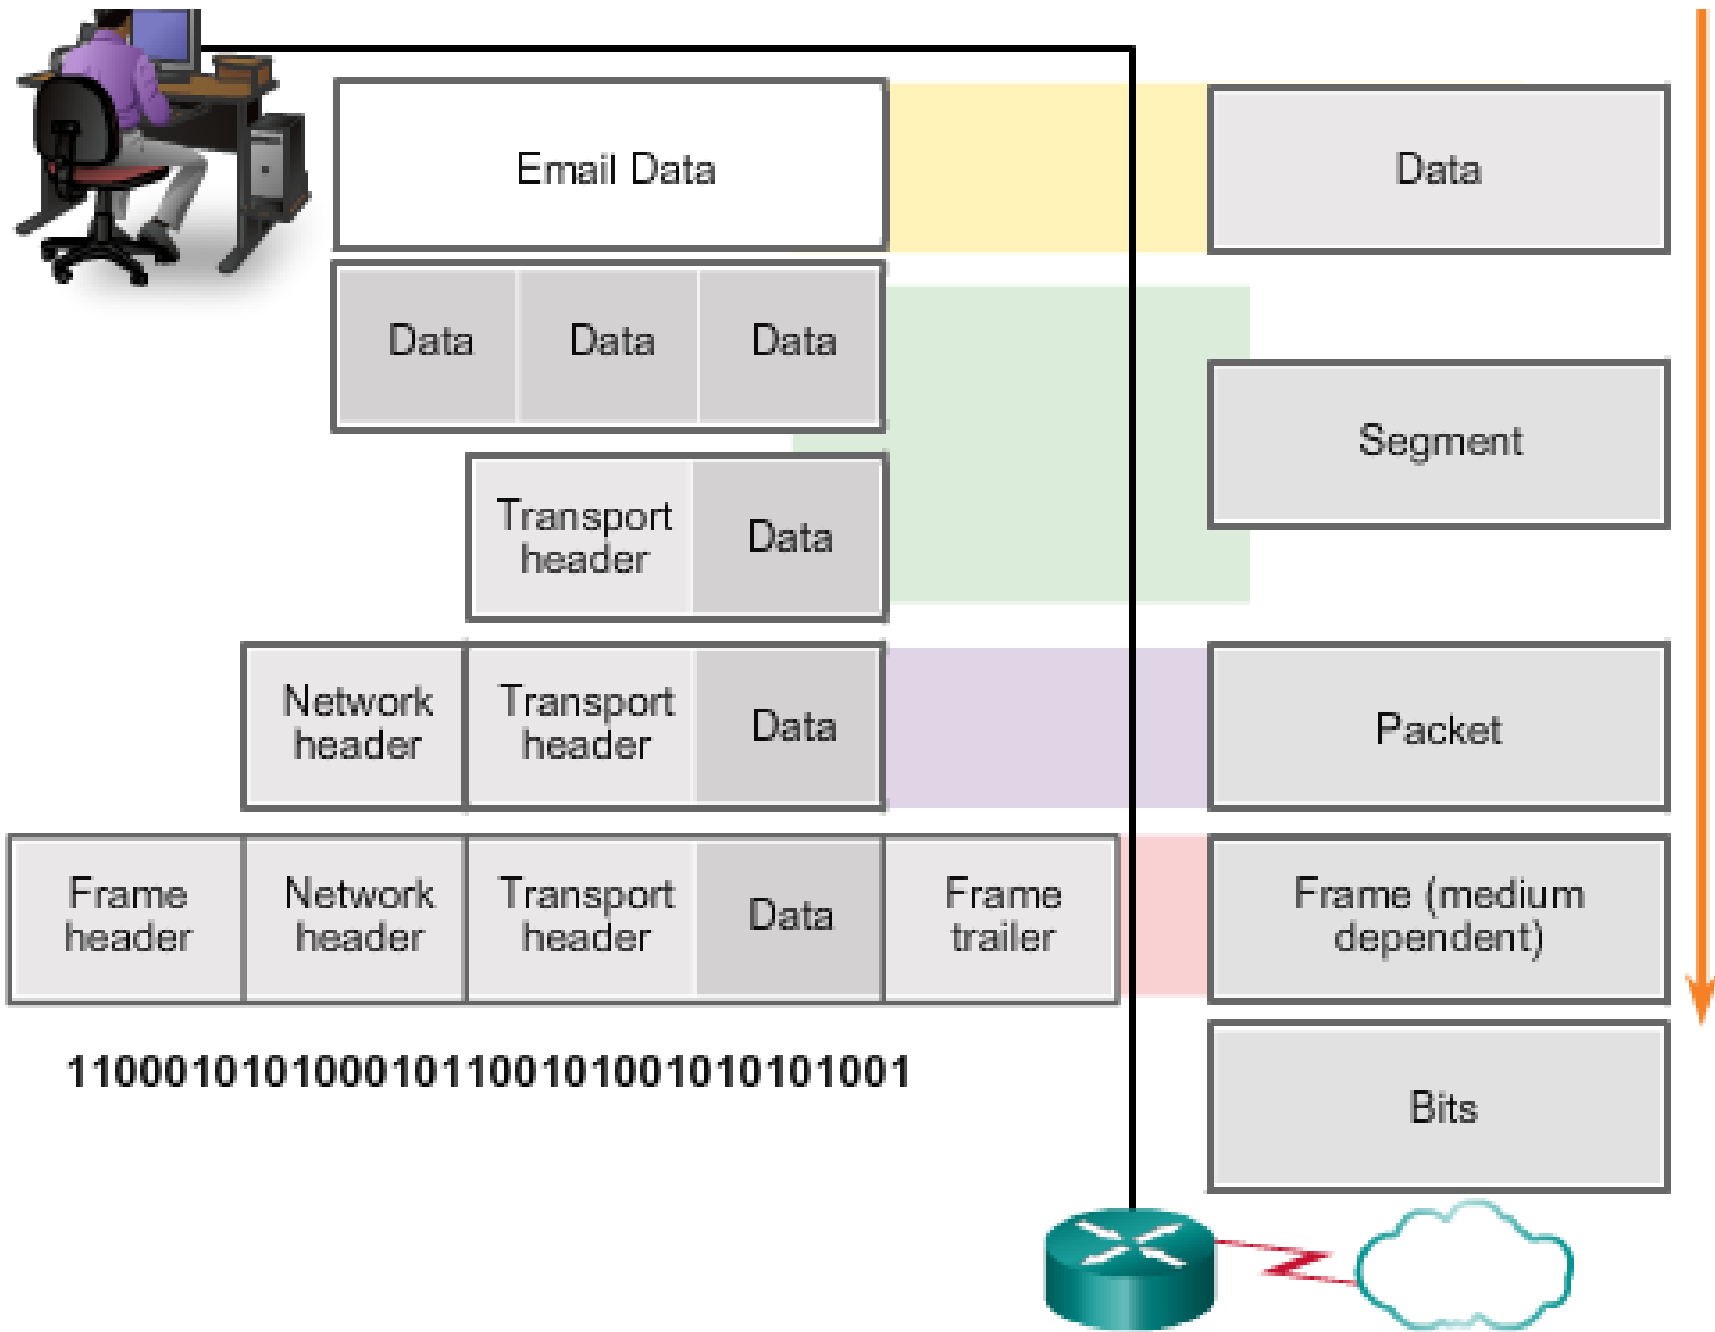 Email Data
Data
Data Data Data
Segment
Transport
header
Data
Network
header
Transport
header
Data
Packet
Frame
header
Network
header
Transport
header
Data
Frame
trailer
Frame (medium
dependent)
1100010101000101100101001010101001
Bits